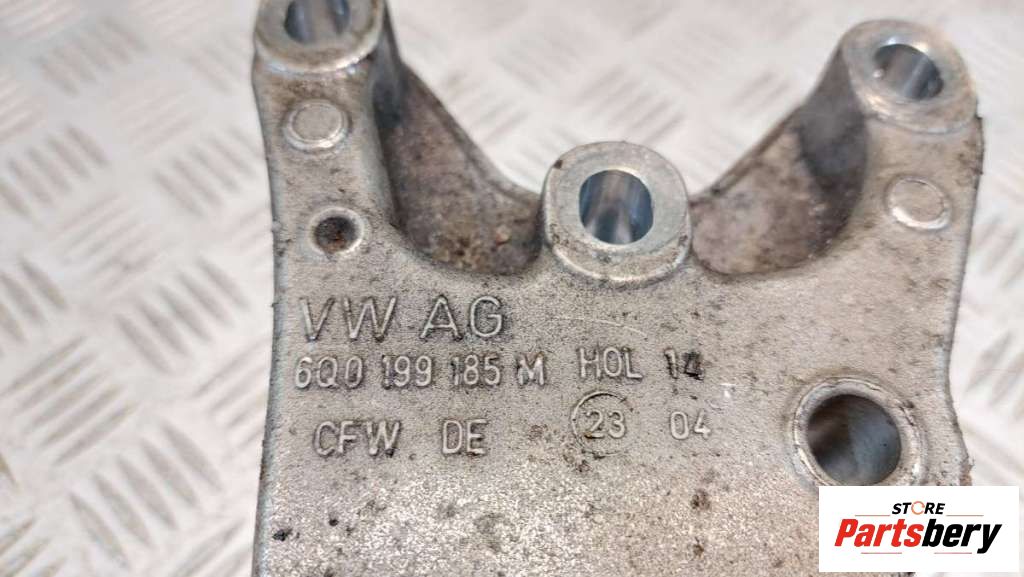 VW AG
6Q0 199 185 M HOL 14
CFW DE 23 04
STORE
Partsbery